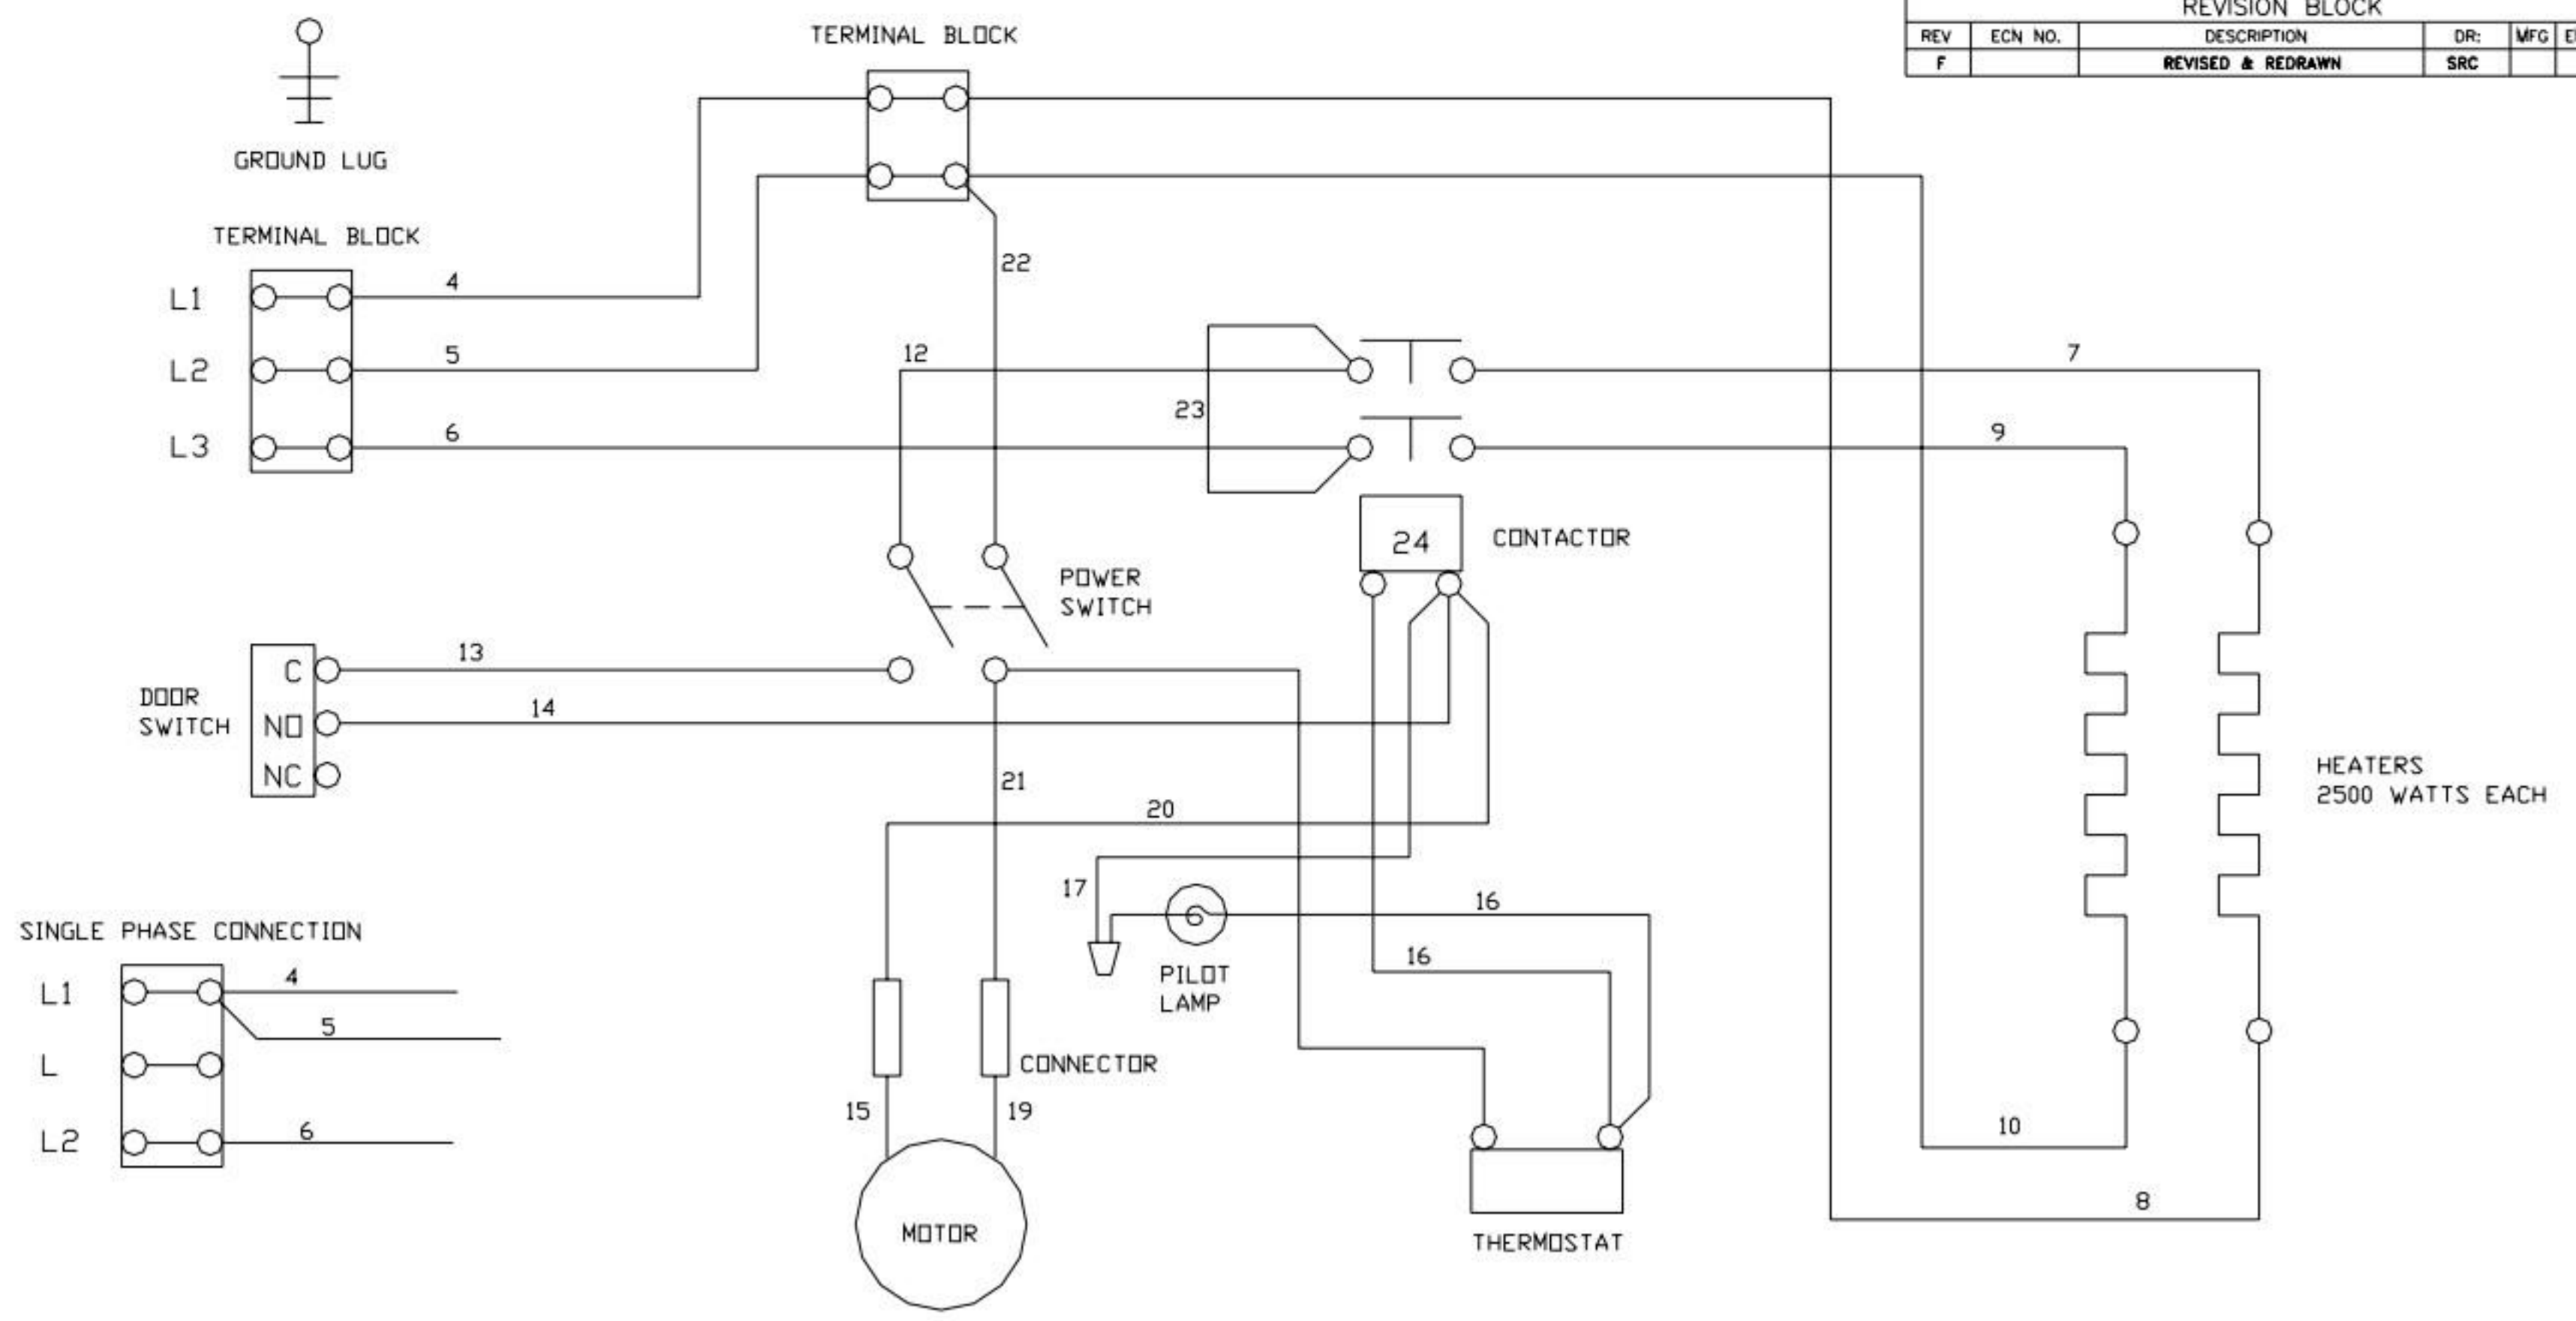 REVISION BLOCK
REV ECN NO. DESCRIPTION DR: MFG
F REVISED & REDRAWN SRC
TERMINAL BLOCK
GROUND LUG
TERMINAL BLOCK
L1 4
22
L2 5
12
7
23
L3 6
9
24 CONTACTOR
POWER
SWITCH
C 13
DOOR
SWITCH
NO 14
NC
21
20
HEATERS
2500 WATTS EACH
17
16
16
PILOT
LAMP
SINGLE PHASE CONNECTION
L1 4
5
L
L2 6
CONNECTOR
15 19
10
8
MOTOR
THERMOSTAT